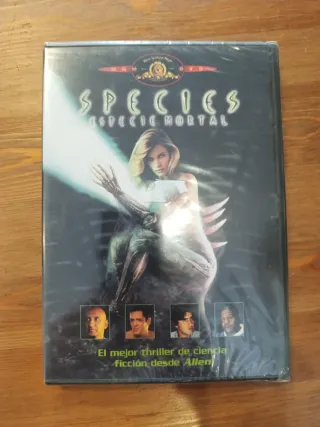 SPECIES
ESPECIE MORTAL
El mejor thriller de ciencia
ficción desde Alien